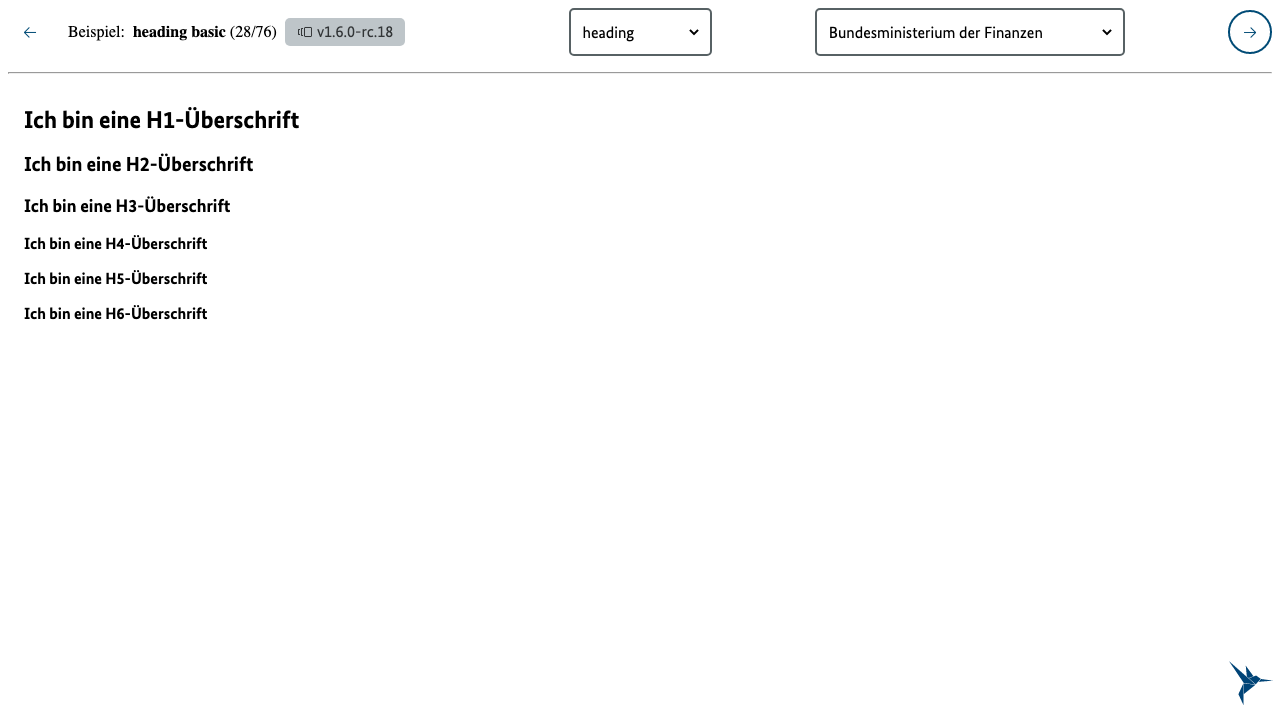 Beispiel: heading basic (28/76) v1.6.0-rc.18 heading Bundesministerium der Finanzen
Ich bin eine H1-Überschrift
Ich bin eine H2-Überschrift
Ich bin eine H3-Überschrift
Ich bin eine H4-Überschrift
Ich bin eine H5-Überschrift
Ich bin eine H6-Überschrift